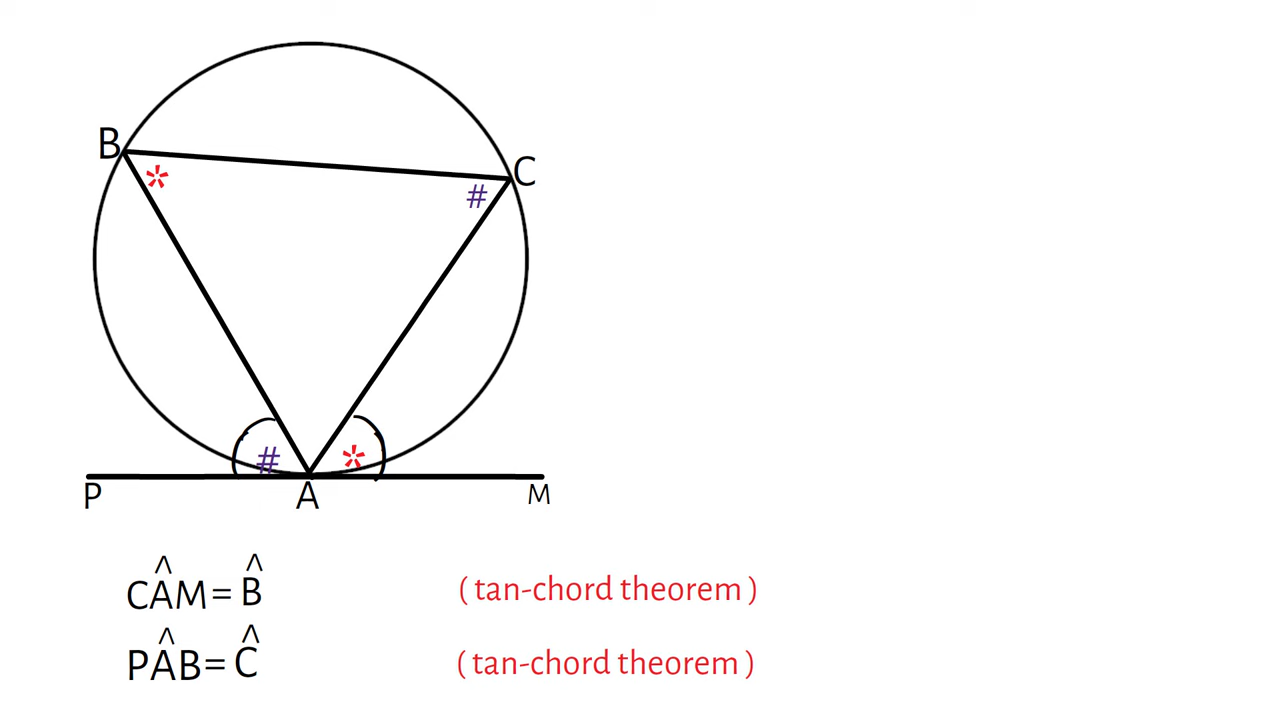 B
*
C
#
#
*
P
A
M
CÂM = B̂ ( tan-chord theorem )
PÂB = Ĉ ( tan-chord theorem )